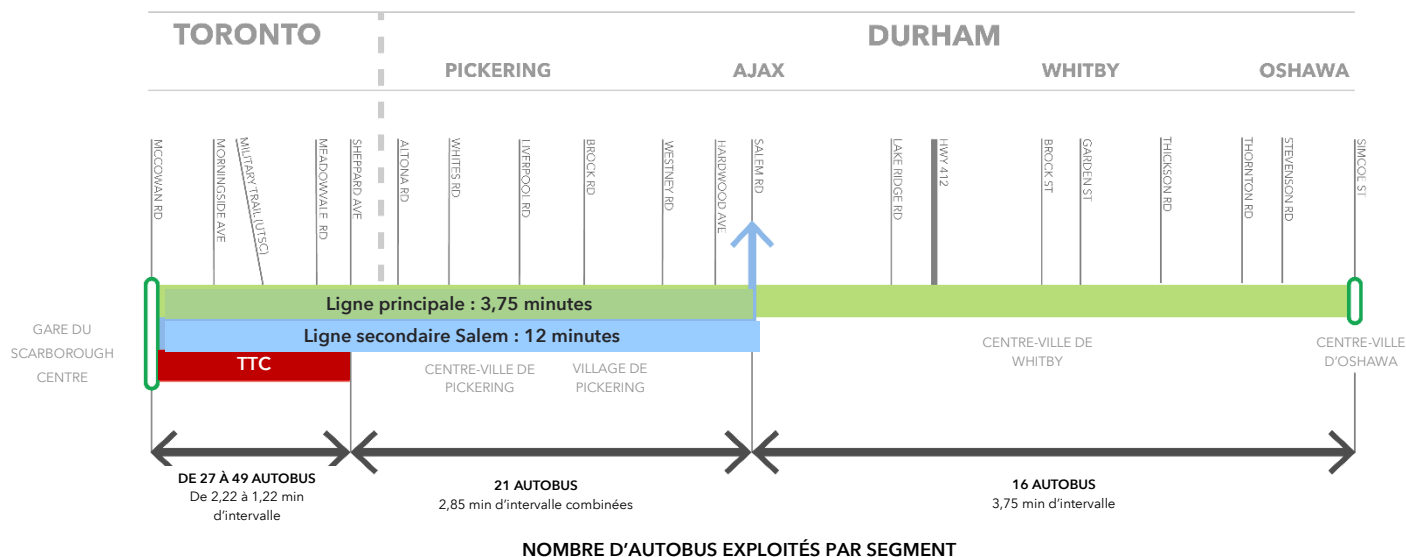 TORONTO
DURHAM
PICKERING
AJAX
WHITBY
OSHAWA
MCCOWAN RD
MORNINGSIDE AVE
MILITARY TRAIL (UTSC)
MEADOWVALE RD
SHEPPARD AVE
ALTONA RD
WHITES RD
LIVERPOOL RD
BROCK RD
WESTNEY RD
HARDWOOD AVE
SALEM RD
LAKE RIDGE RD
HWY 412
BROCK ST
GARDEN ST
THICKSON RD
THORNTON RD
STEVENSON RD
SIMCOE ST
Ligne principale : 3,75 minutes
Ligne secondaire Salem : 12 minutes
TTC
GARE DU
SCARBOROUGH
CENTRE
CENTRE-VILLE DE
PICKERING
VILLAGE DE
PICKERING
CENTRE-VILLE DE
WHITBY
CENTRE-VILLE
D'OSHAWA
DE 27 À 49 AUTOBUS
De 2,22 à 1,22 min
d'intervalle
21 AUTOBUS
2,85 min d'intervalle combinées
16 AUTOBUS
3,75 min d'intervalle
NOMBRE D'AUTOBUS EXPLOITÉS PAR SEGMENT